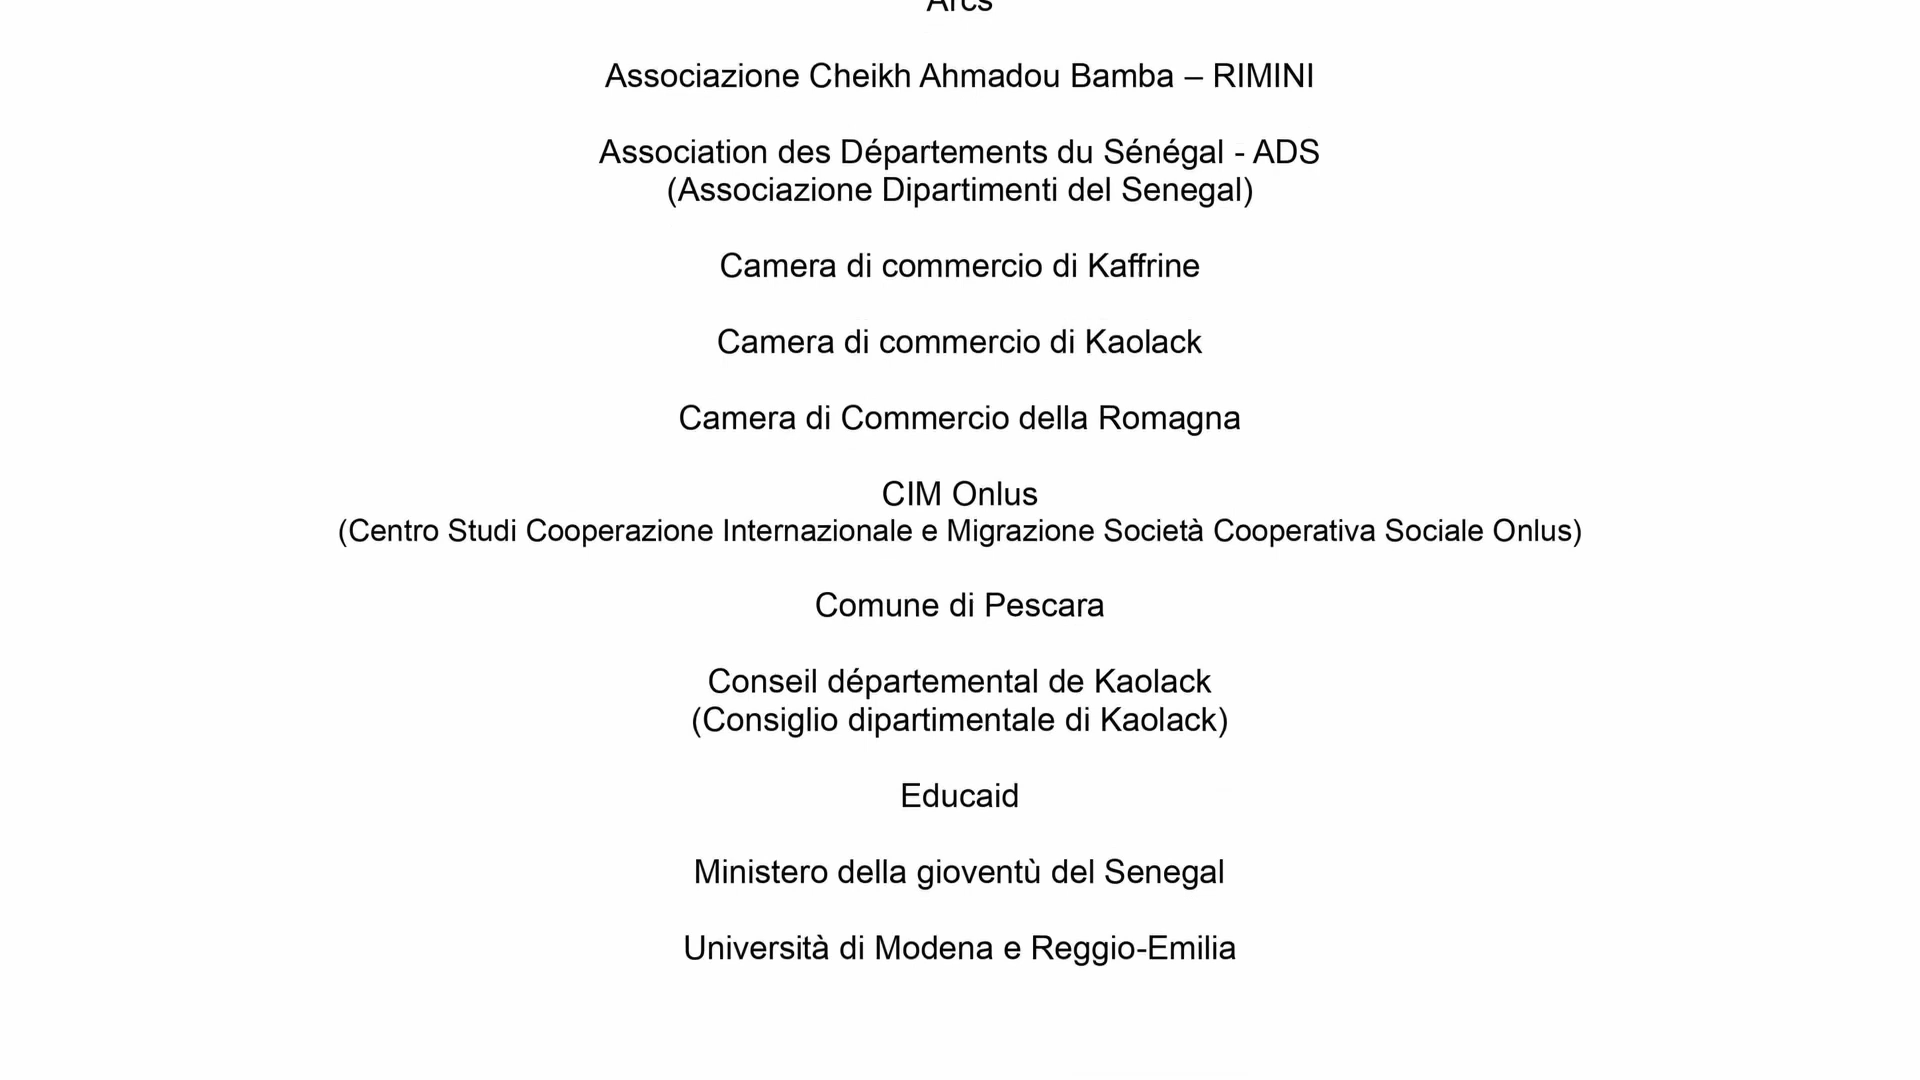 Arcs
Associazione Cheikh Ahmadou Bamba – RIMINI
Association des Départements du Sénégal - ADS
(Associazione Dipartimenti del Senegal)
Camera di commercio di Kaffrine
Camera di commercio di Kaolack
Camera di Commercio della Romagna
CIM Onlus
(Centro Studi Cooperazione Internazionale e Migrazione Società Cooperativa Sociale Onlus)
Comune di Pescara
Conseil départemental de Kaolack
(Consiglio dipartimentale di Kaolack)
Educaid
Ministero della gioventù del Senegal
Università di Modena e Reggio-Emilia